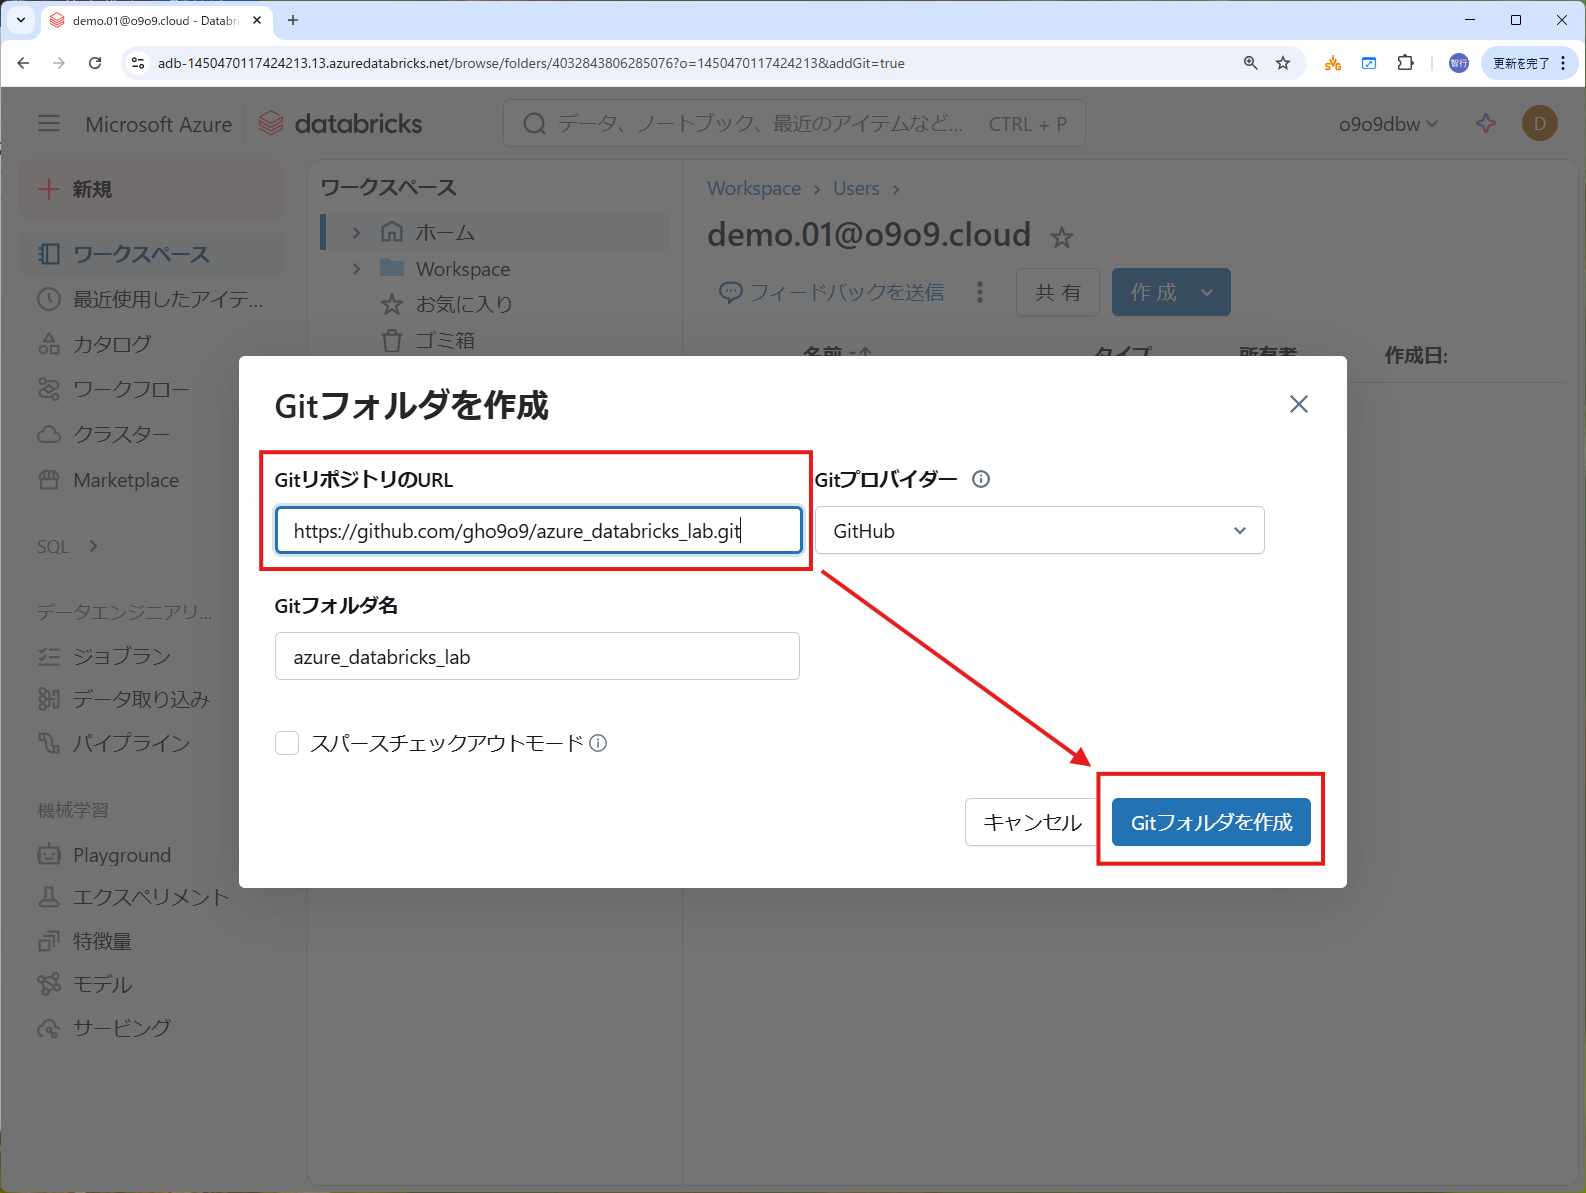 demo.01@o9o9.cloud - Databri
adb-1450470117424213.13.azuredatabricks.net/browse/folders/4032843806285076?o=1450470117424213&addGit=true
智行
更新を完了
Microsoft Azure
databricks
データ、ノートブック、最近のアイテムなど...
CTRL + P
o9o9dbw
D
新規
ワークスペース
最近使用したアイテ...
カタログ
ワークフロー
クラスター
Marketplace
SQL
データエンジニアリ...
ジョブラン
データ取り込み
パイプライン
機械学習
Playground
エクスペリメント
特徴量
モデル
サービング
ワークスペース
ホーム
Workspace
お気に入り
ゴミ箱
Workspace › Users ›
demo.01@o9o9.cloud
フィードバックを送信
共 有
作 成
名前
タイプ
所有者
作成日:
Gitフォルダを作成
GitリポジトリのURL
https://github.com/gho9o9/azure_databricks_lab.git
Gitプロバイダー
GitHub
Gitフォルダ名
azure_databricks_lab
スパースチェックアウトモード
キャンセル
Gitフォルダを作成